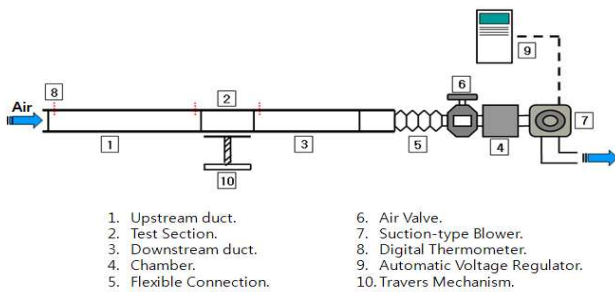 9
8
6
Air
2
7
1
3
5
4
10
1. Upstream duct.
2. Test Section.
3. Downstream duct.
4. Chamber.
5. Flexible Connection.
6. Air Valve.
7. Suction-type Blower.
8. Digital Thermometer.
9. Automatic Voltage Regulator.
10. Travers Mechanism.